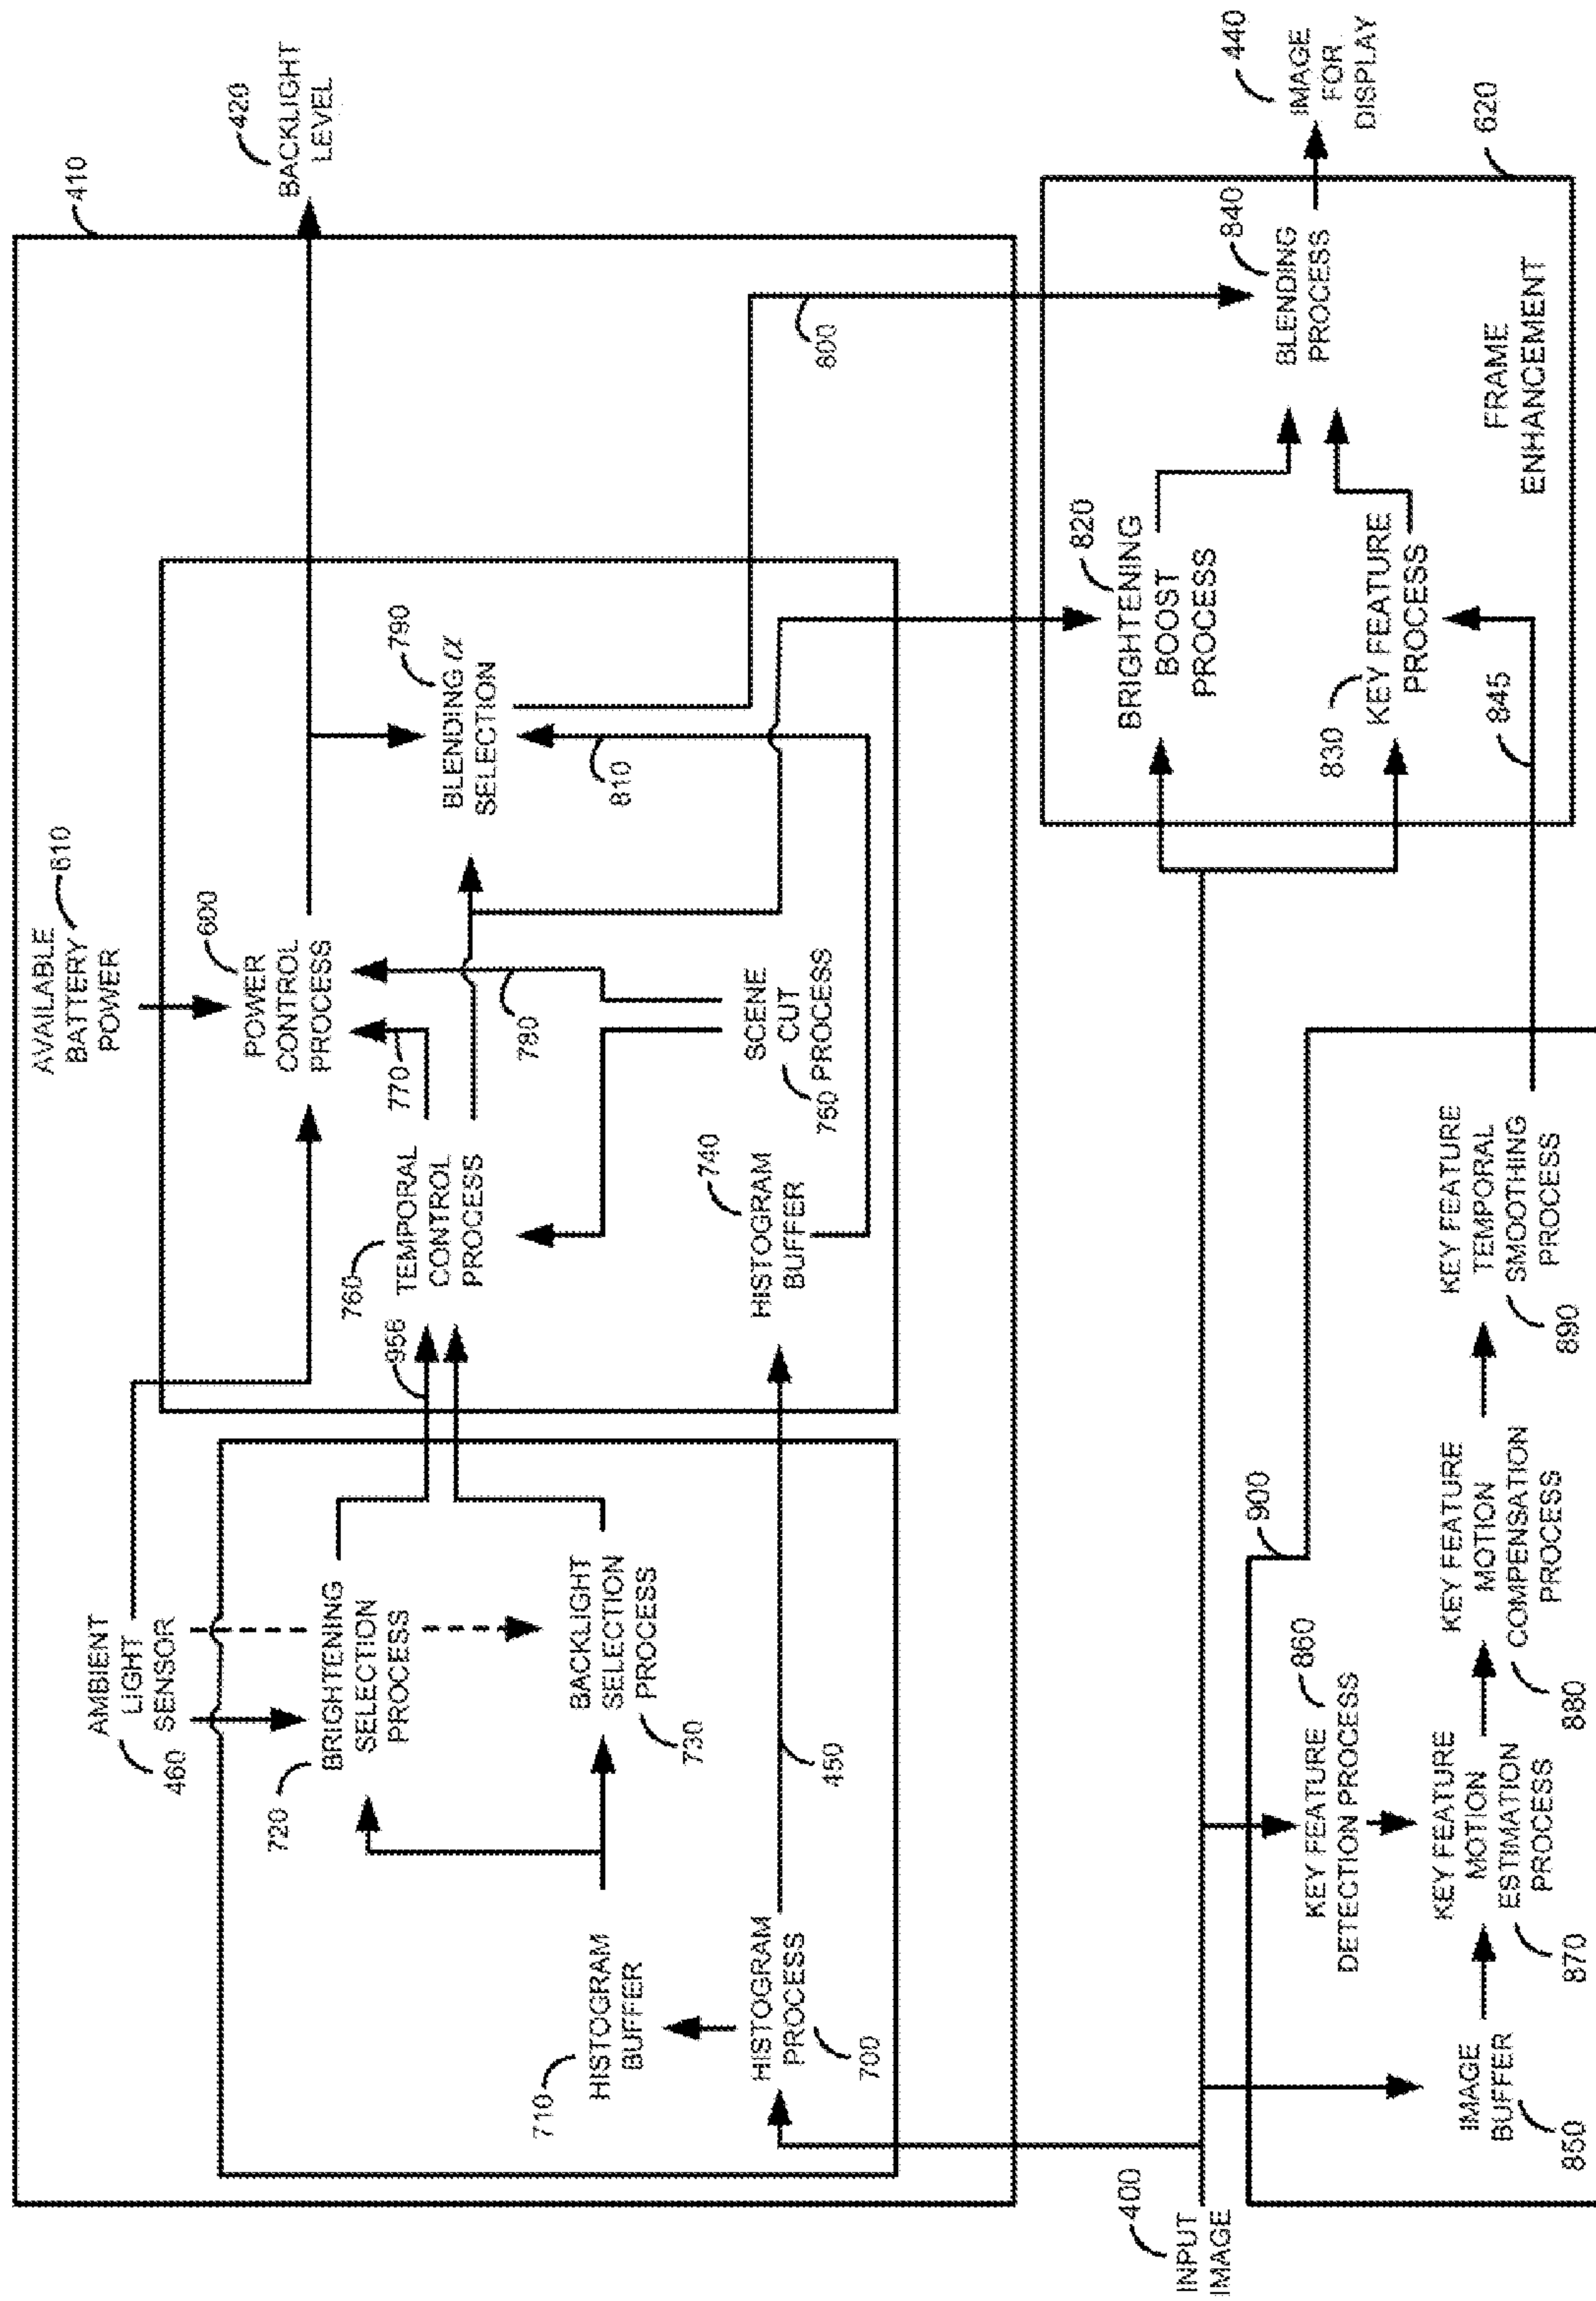 410
420
BACKLIGHT
LEVEL
AVAILABLE
BATTERY
POWER
610
AMBIENT
LIGHT
SENSOR
460
720
BRIGHTENING
SELECTION
PROCESS
BACKLIGHT
SELECTION
PROCESS
730
710
HISTOGRAM
BUFFER
HISTOGRAM
PROCESS
700
450
956
760
TEMPORAL
CONTROL
PROCESS
600
POWER
CONTROL
PROCESS
770
780
740
HISTOGRAM
BUFFER
SCENE
CUT
750 PROCESS
790
BLENDING α
SELECTION
810
800
400
INPUT
IMAGE
820
BRIGHTENING
BOOST
PROCESS
830
KEY FEATURE
PROCESS
845
840
BLENDING
PROCESS
FRAME
ENHANCEMENT
620
440
IMAGE
FOR
DISPLAY
900
860
KEY FEATURE
DETECTION PROCESS
IMAGE
BUFFER
850
KEY FEATURE
MOTION
ESTIMATION
PROCESS
870
KEY FEATURE
MOTION
COMPENSATION
PROCESS
880
KEY FEATURE
TEMPORAL
SMOOTHING
PROCESS
890